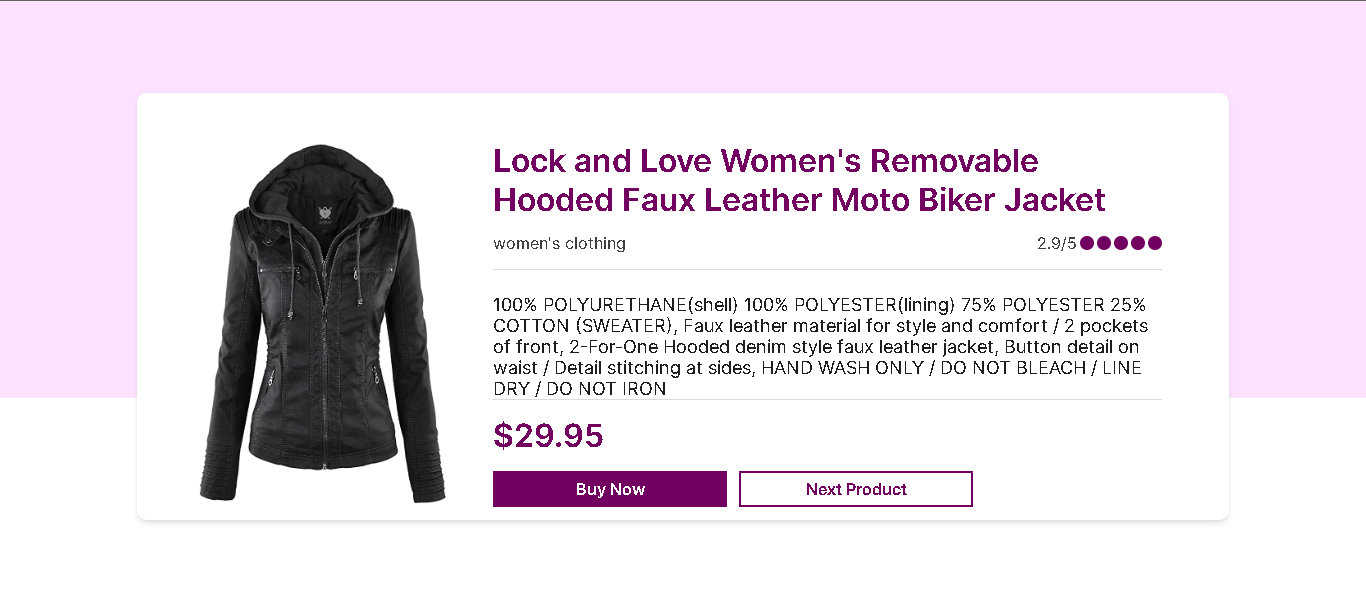 Lock and Love Women's Removable
Hooded Faux Leather Moto Biker Jacket
women's clothing 2.9/5
100% POLYURETHANE(shell) 100% POLYESTER(lining) 75% POLYESTER 25%
COTTON (SWEATER), Faux leather material for style and comfort / 2 pockets
of front, 2-For-One Hooded denim style faux leather jacket, Button detail on
waist / Detail stitching at sides, HAND WASH ONLY / DO NOT BLEACH / LINE
DRY / DO NOT IRON
$29.95
Buy Now Next Product